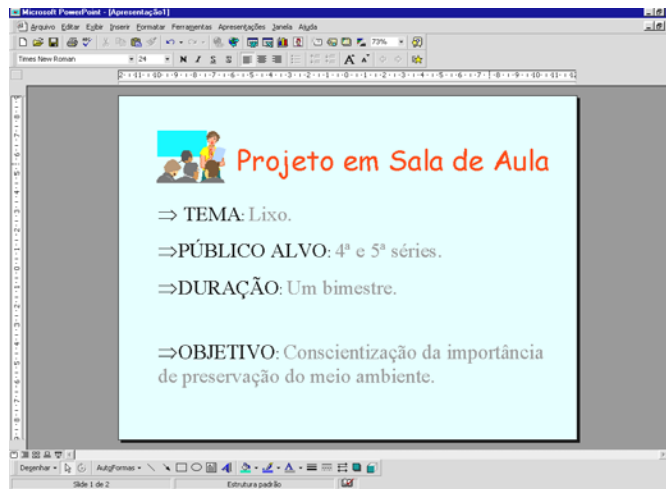 Microsoft PowerPoint - [Apresentação1]
Arquivo Editar Exibir Inserir Formatar Ferramentas Apresentações Janela Ajuda
73%
Times New Roman 24 N I S S
Projeto em Sala de Aula
⇒ TEMA: Lixo.
⇒PÚBLICO ALVO: 4ª e 5ª séries.
⇒DURAÇÃO: Um bimestre.
⇒OBJETIVO: Conscientização da importância
de preservação do meio ambiente.
Desenhar AutoFormas
Slide 1 de 2 Estrutura padrão